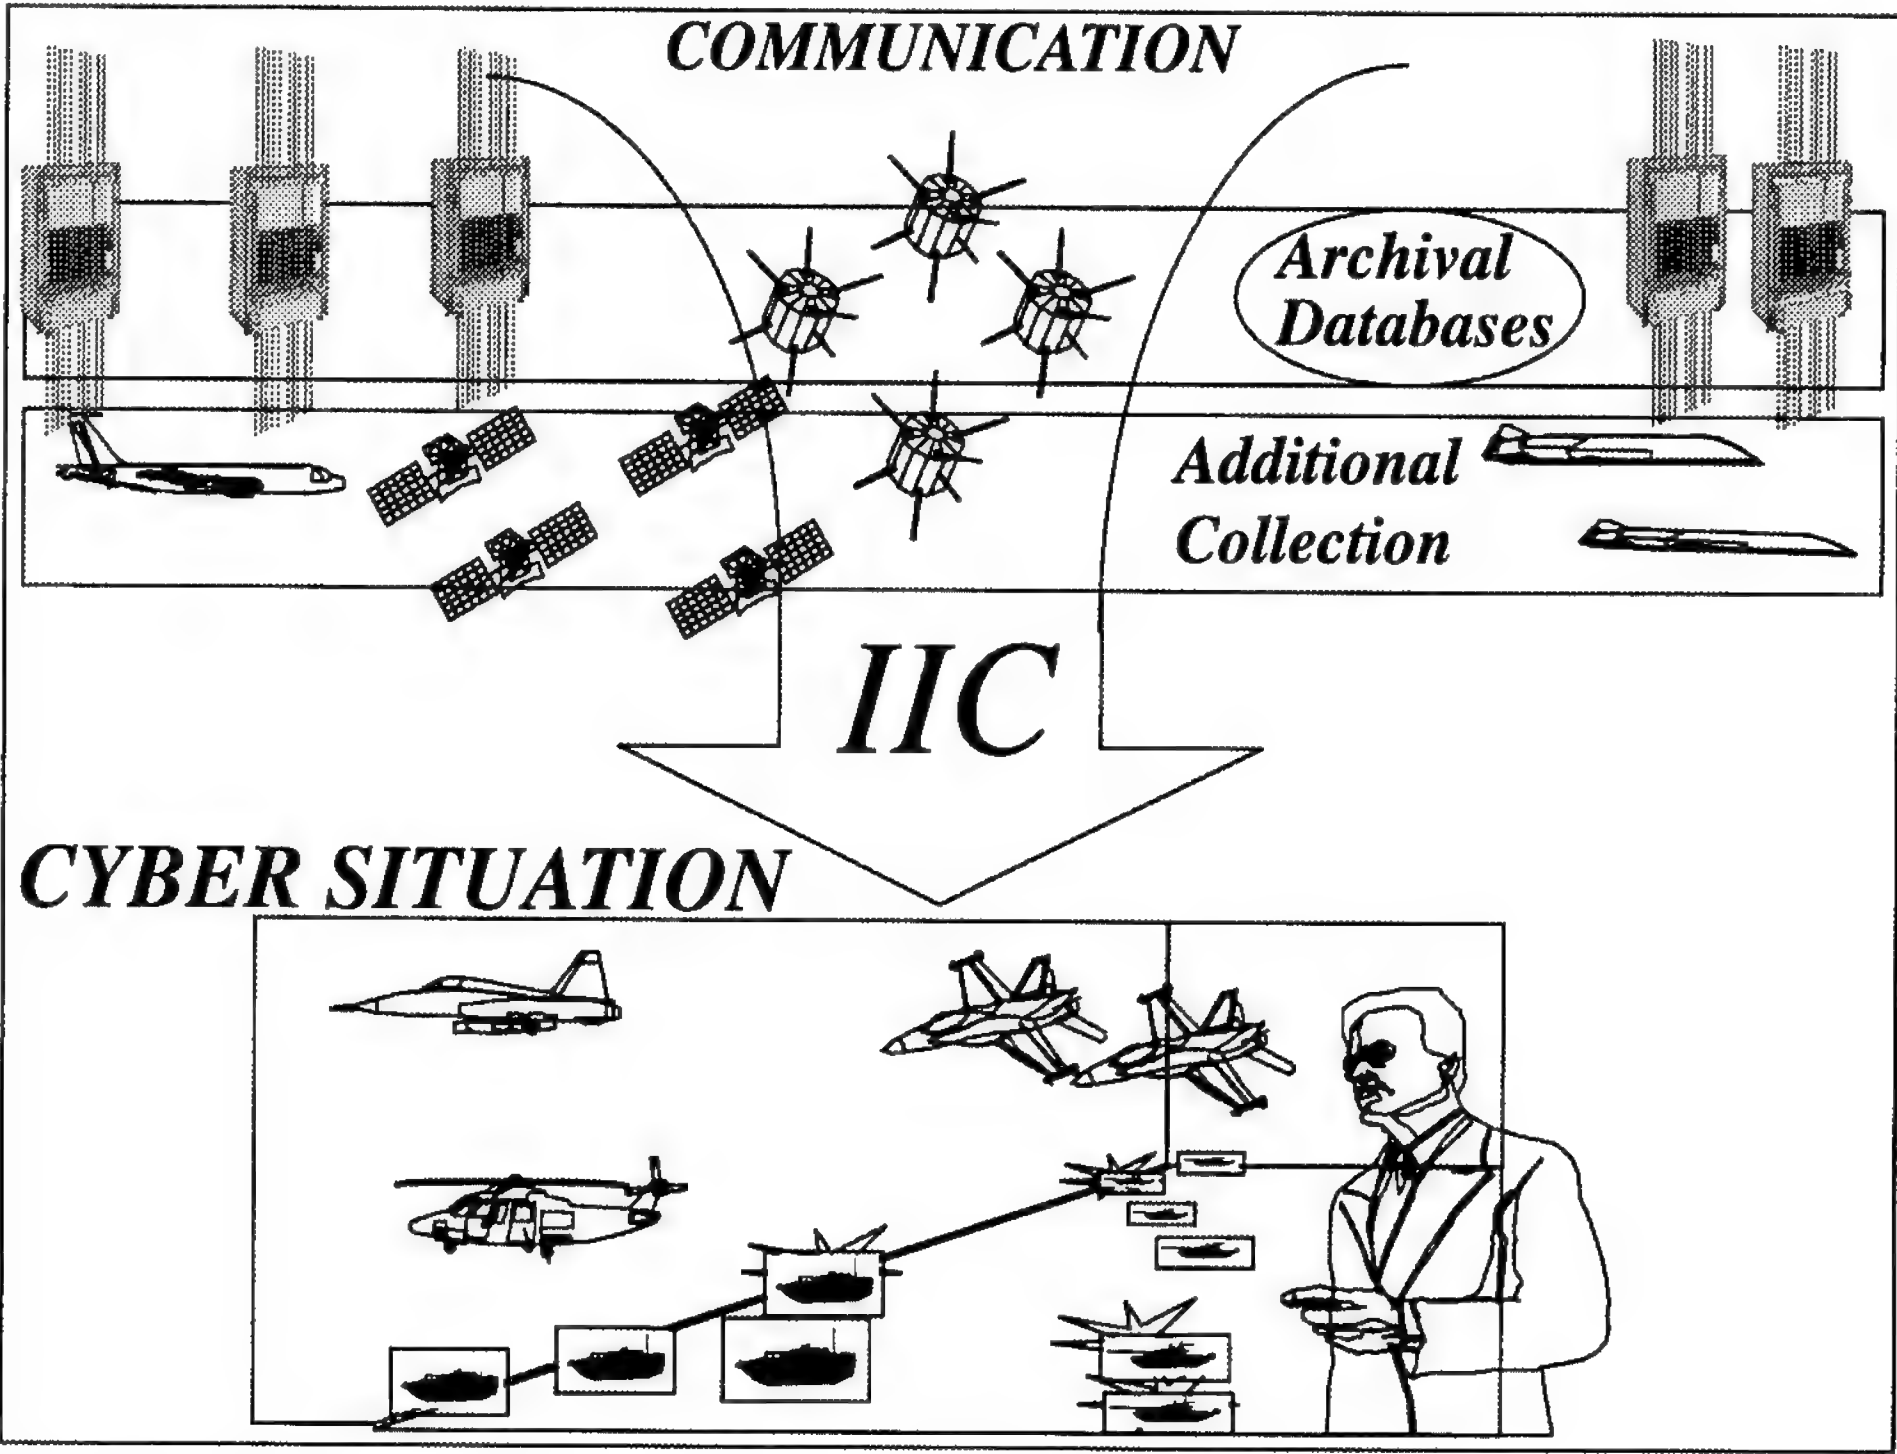 COMMUNICATION
Archival
Databases
Additional
Collection
IIC
CYBER SITUATION